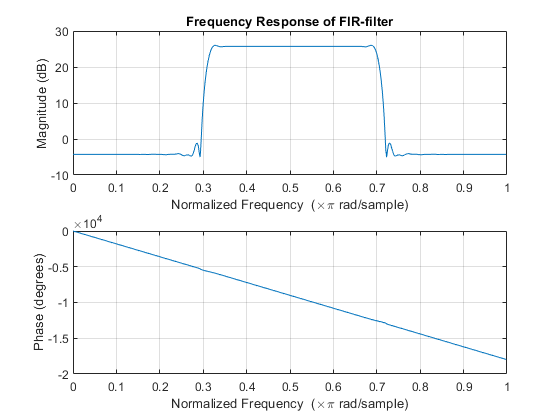 Frequency Response of FIR-filter
30
20
10
0
-10
Magnitude (dB)
0 0.1 0.2 0.3 0.4 0.5 0.6 0.7 0.8 0.9 1
Normalized Frequency (×π rad/sample)
×10^4
0
-0.5
-1
-1.5
-2
Phase (degrees)
0 0.1 0.2 0.3 0.4 0.5 0.6 0.7 0.8 0.9 1
Normalized Frequency (×π rad/sample)